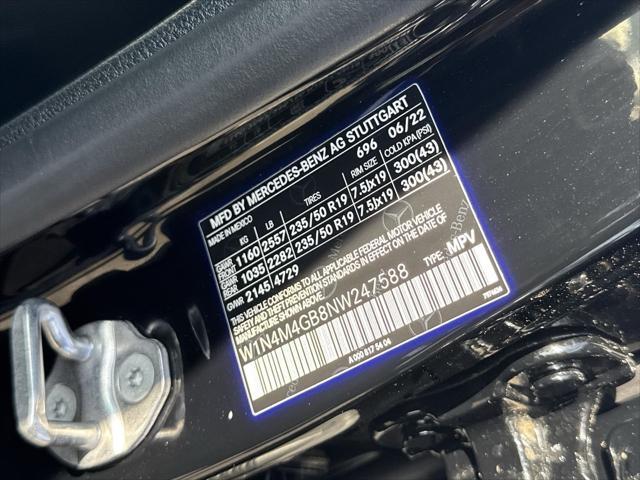 MFD BY MERCEDES-BENZ AG STUTTGART
MADE IN MEXICO 696 06/22
KG LB TIRES RIM SIZE COLD KPA (PSI)
GAWR FRONT 1160 2557 235/50 R19 7.5Jx19 300(43)
GAWR REAR 1035 2282 235/50 R19 7.5Jx19 300(43)
GVWR 2145 4729
THIS VEHICLE CONFORMS TO ALL APPLICABLE FEDERAL MOTOR VEHICLE
SAFETY AND THEFT PREVENTION STANDARDS IN EFFECT
ON THE DATE OF MANUFACTURE SHOWN ABOVE
W1N4M4GB8NW247588 TYPE: MPV
A 000 817 54 04